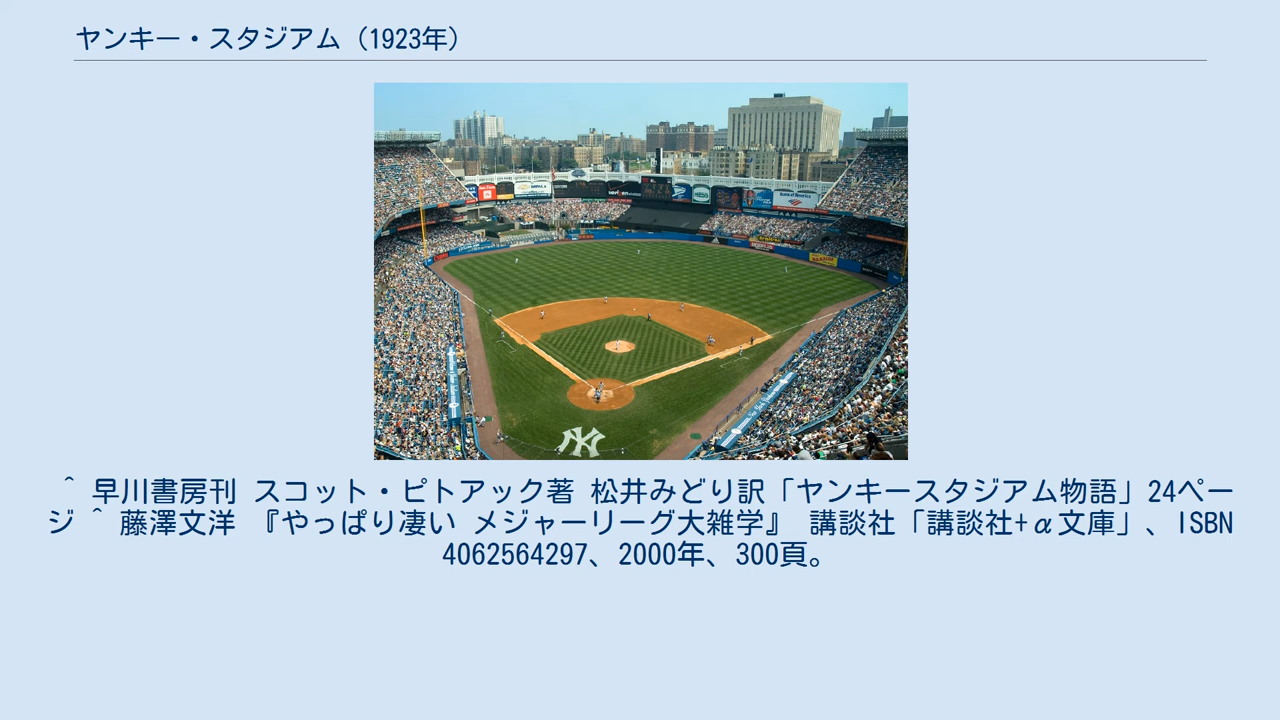 ヤンキー・スタジアム（1923年）
^ 早川書房刊 スコット・ピトアック著 松井みどり訳「ヤンキースタジアム物語」24ペー
ジ ^ 藤澤文洋 『やっぱり凄い メジャーリーグ大雑学』 講談社「講談社+α文庫」、ISBN
4062564297、2000年、300頁。